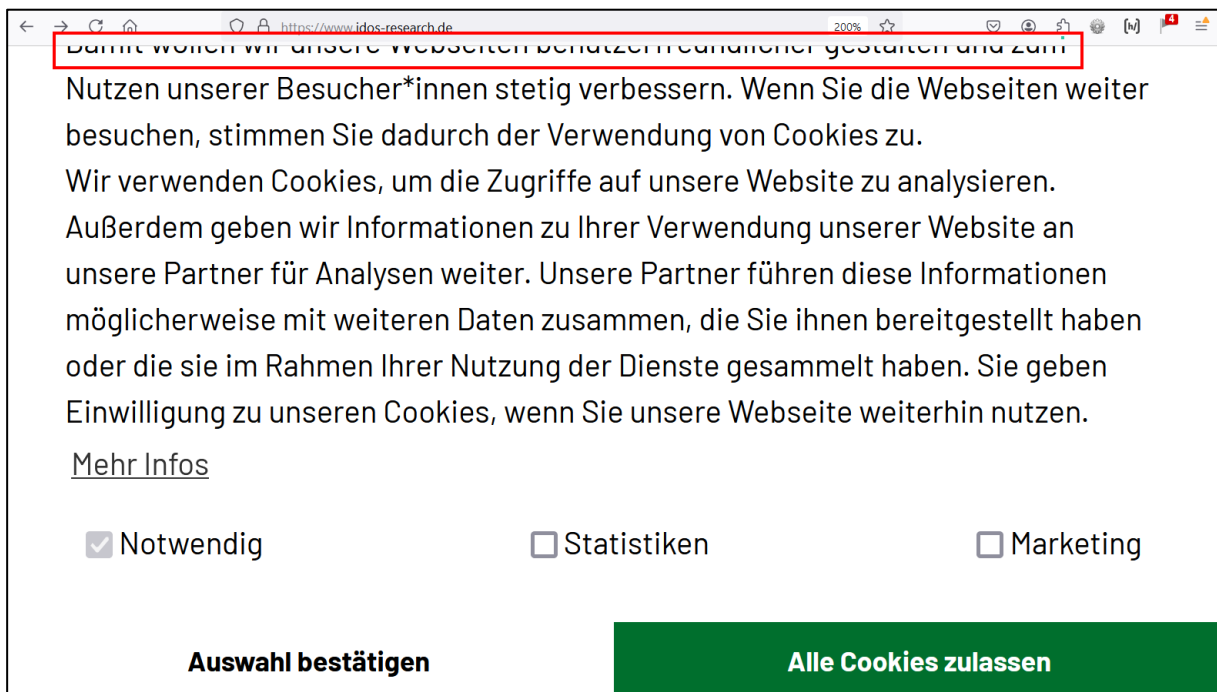 https://www.idos-research.de
200%
4
Damit wollen wir unsere Webseiten benutzerfreundlicher gestalten und zum
Nutzen unserer Besucher*innen stetig verbessern. Wenn Sie die Webseiten weiter
besuchen, stimmen Sie dadurch der Verwendung von Cookies zu.
Wir verwenden Cookies, um die Zugriffe auf unsere Website zu analysieren.
Außerdem geben wir Informationen zu Ihrer Verwendung unserer Website an
unsere Partner für Analysen weiter. Unsere Partner führen diese Informationen
möglicherweise mit weiteren Daten zusammen, die Sie ihnen bereitgestellt haben
oder die sie im Rahmen Ihrer Nutzung der Dienste gesammelt haben. Sie geben
Einwilligung zu unseren Cookies, wenn Sie unsere Webseite weiterhin nutzen.
Mehr Infos
Notwendig Statistiken Marketing
Auswahl bestätigen Alle Cookies zulassen